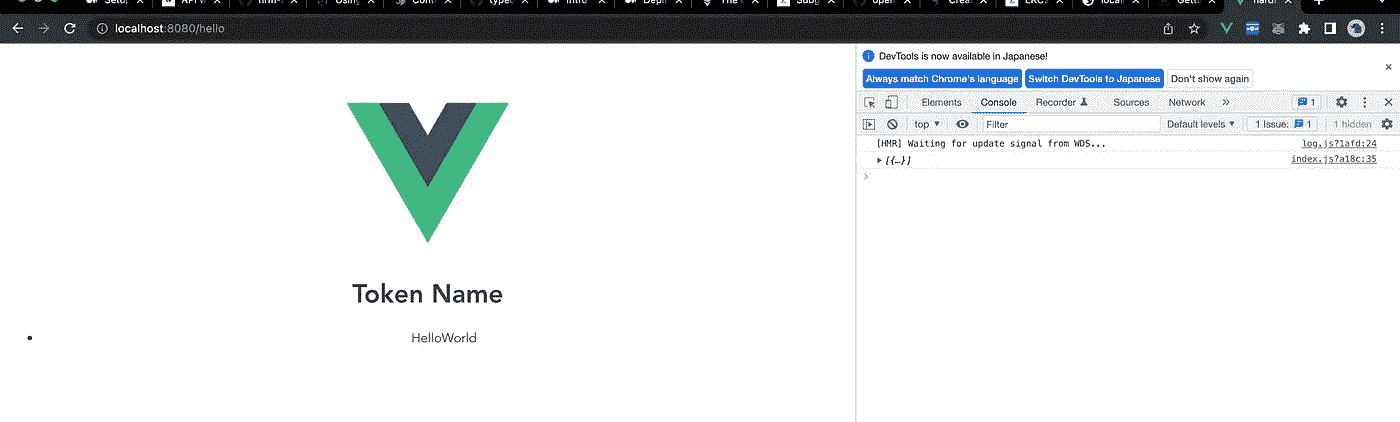 localhost:8080/hello
DevTools is now available in Japanese!
Always match Chrome's language Switch DevTools to Japanese Don't show again
Elements Console Recorder Sources Network » 1
top ▼ Filter Default levels ▼ 1 Issue: 1 1 hidden
[HMR] Waiting for update signal from WDS... log.js?1afd:24
▶ [{…}] index.js?a18c:35
>
Token Name
• HelloWorld